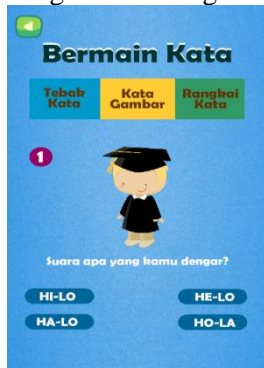 Bermain Kata
Tebak Kata
Kata Gambar
Rangkai Kata
1
Suara apa yang kamu dengar?
HI-LO
HE-LO
HA-LO
HO-LA